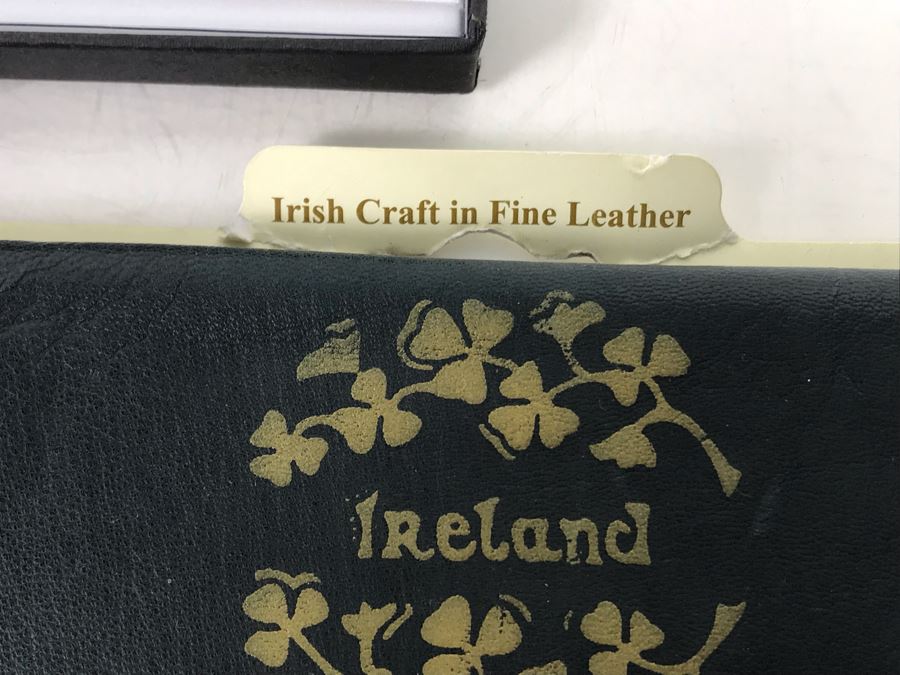 Irish Craft in Fine Leather
Ireland